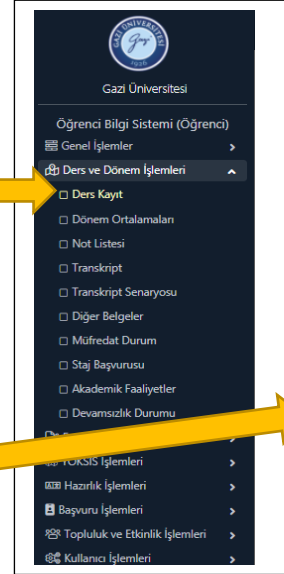 GAZİ ÜNİVERSİTESİ
Gazi
1926
Gazi Üniversitesi
Öğrenci Bilgi Sistemi (Öğrenci)
Genel İşlemler
Ders ve Dönem İşlemleri
Ders Kayıt
Dönem Ortalamaları
Not Listesi
Transkript
Transkript Senaryosu
Diğer Belgeler
Müfredat Durum
Staj Başvurusu
Akademik Faaliyetler
Devamsızlık Durumu
YÖKSİS İşlemleri
Hazırlık İşlemleri
Başvuru İşlemleri
Topluluk ve Etkinlik İşlemleri
Kullanıcı İşlemleri